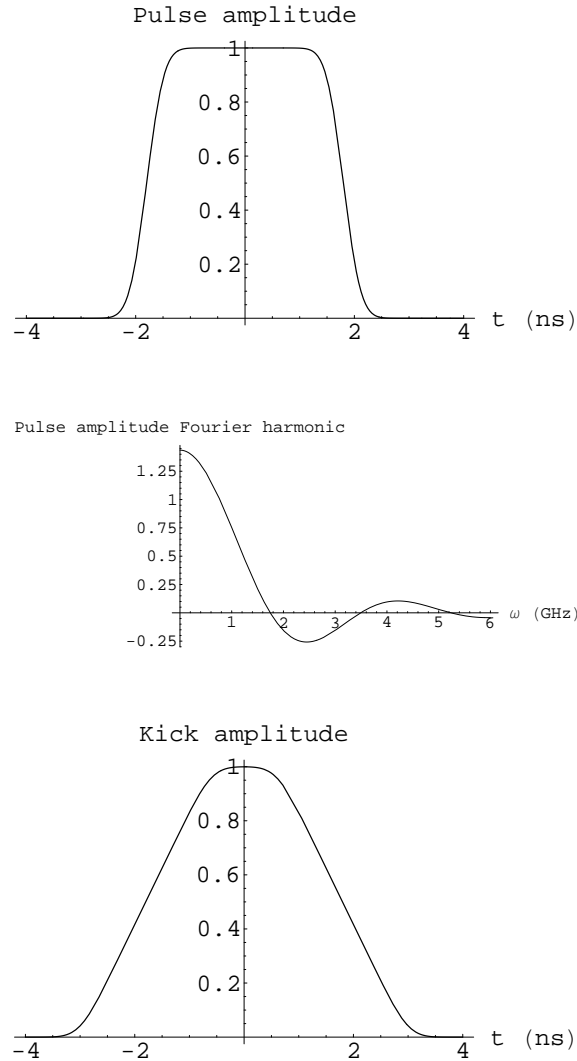 Pulse amplitude
1
0.8
0.6
0.4
0.2
-4 -2 2 4 t (ns)
Pulse amplitude Fourier harmonic
1.25
1
0.75
0.5
0.25
1 2 3 4 5 6 ω (GHz)
-0.25
Kick amplitude
1
0.8
0.6
0.4
0.2
-4 -2 2 4 t (ns)